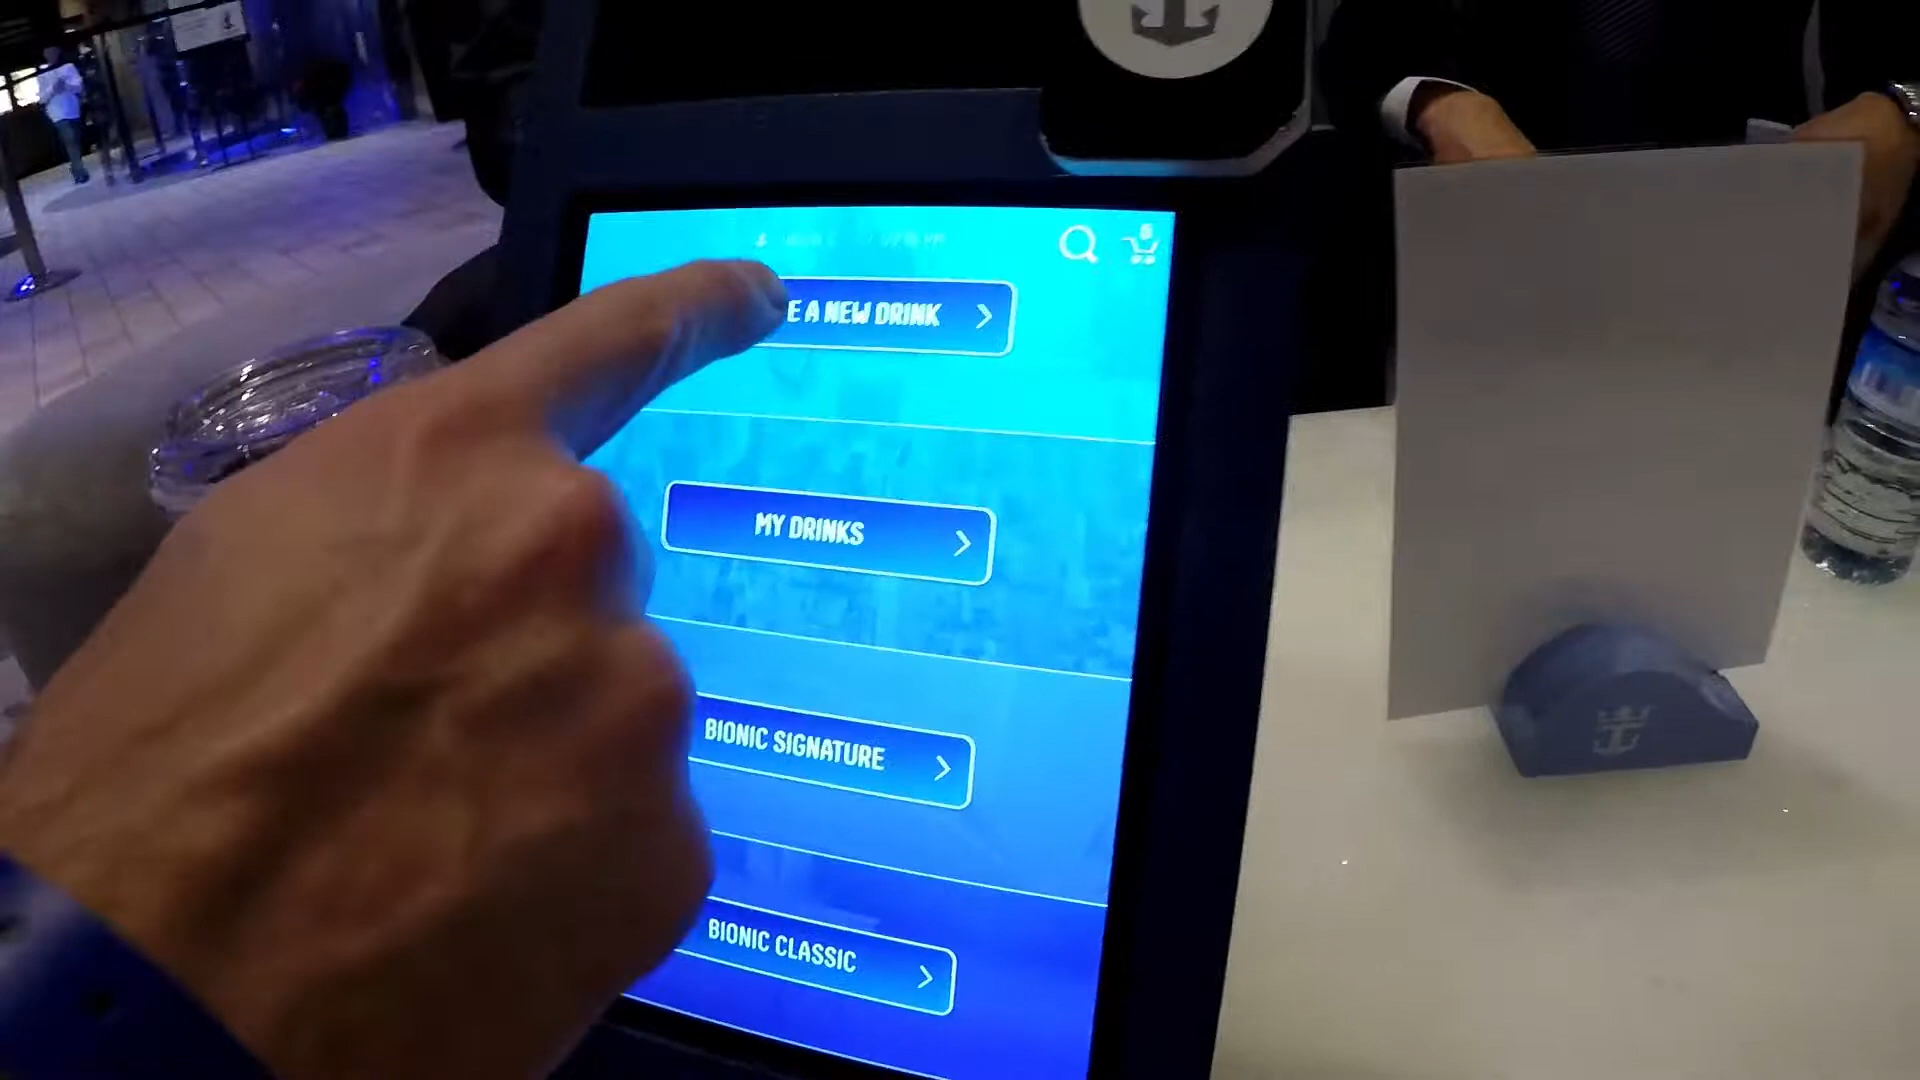 E A NEW DRINK
MY DRINKS
BIONIC SIGNATURE
BIONIC CLASSIC